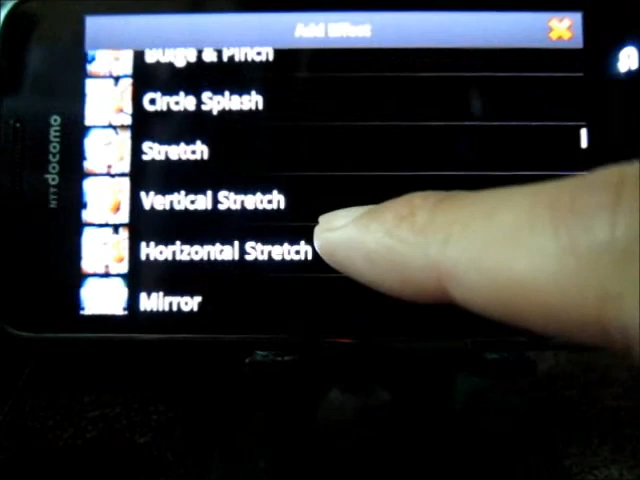 Add Effect
Bulge & Pinch
Circle Splash
Stretch
Vertical Stretch
Horizontal Stretch
Mirror
NTT docomo